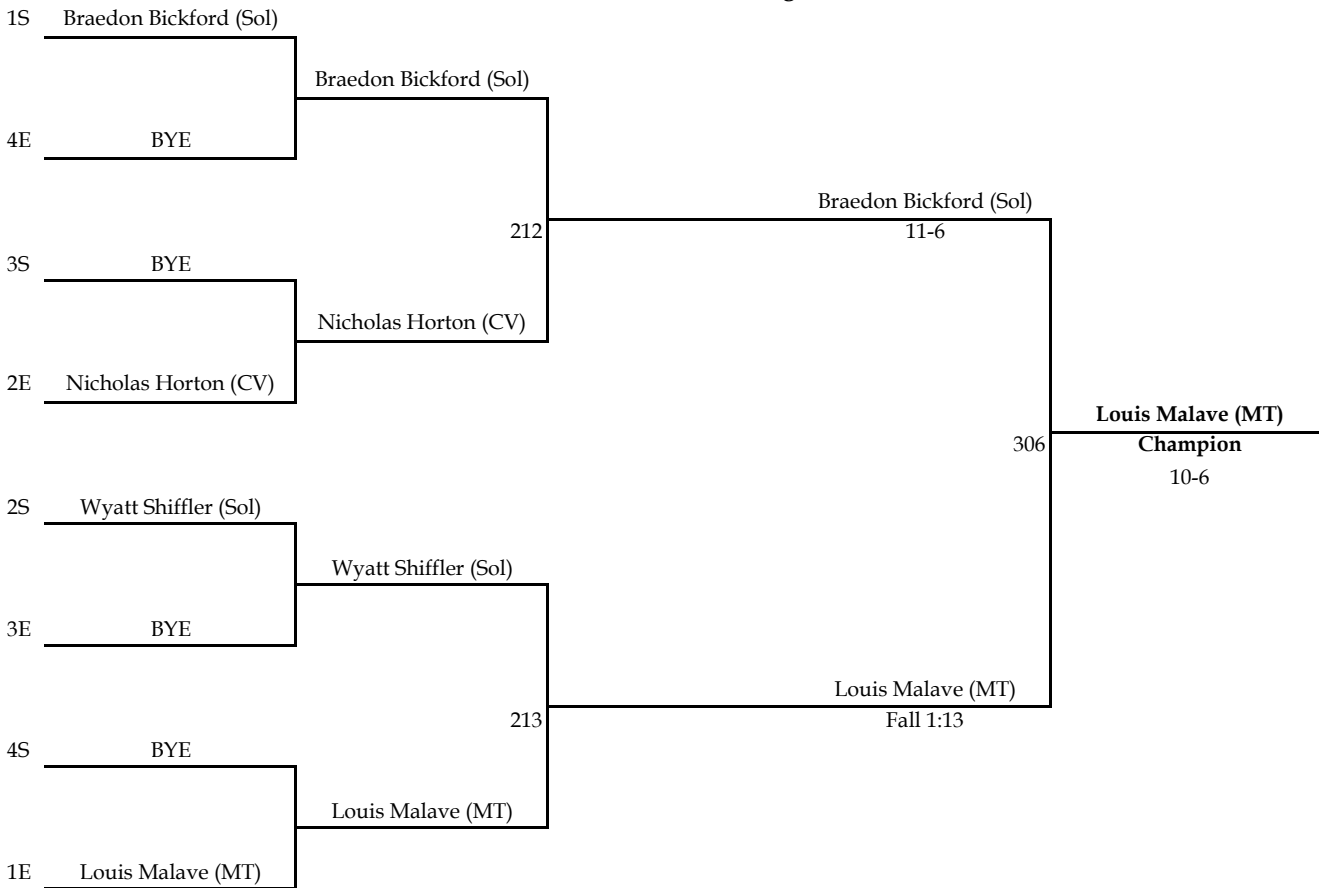 1S Braedon Bickford (Sol)
Braedon Bickford (Sol)
4E BYE
Braedon Bickford (Sol)
212 11-6
3S BYE
Nicholas Horton (CV)
2E Nicholas Horton (CV)
Louis Malave (MT)
306 Champion
10-6
2S Wyatt Shiffler (Sol)
Wyatt Shiffler (Sol)
3E BYE
Louis Malave (MT)
213 Fall 1:13
4S BYE
Louis Malave (MT)
1E Louis Malave (MT)